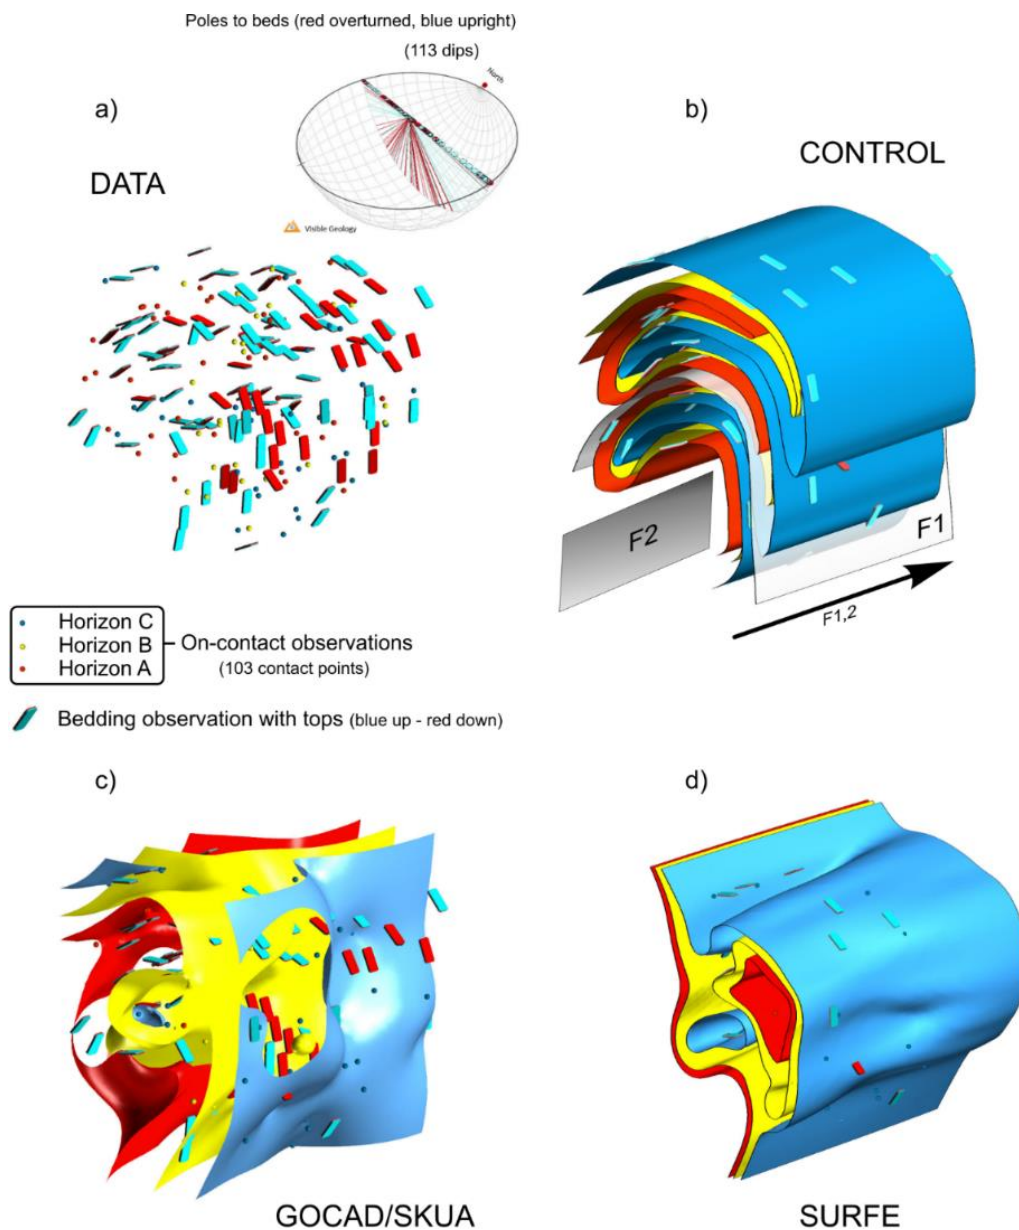 Poles to beds (red overturned, blue upright)
(113 dips)
North
a)
b)
CONTROL
DATA
Visible Geology
F2
F1
F1,2
Horizon C
Horizon B
Horizon A
On-contact observations
(103 contact points)
Bedding observation with tops (blue up - red down)
c)
d)
GOCAD/SKUA
SURFE